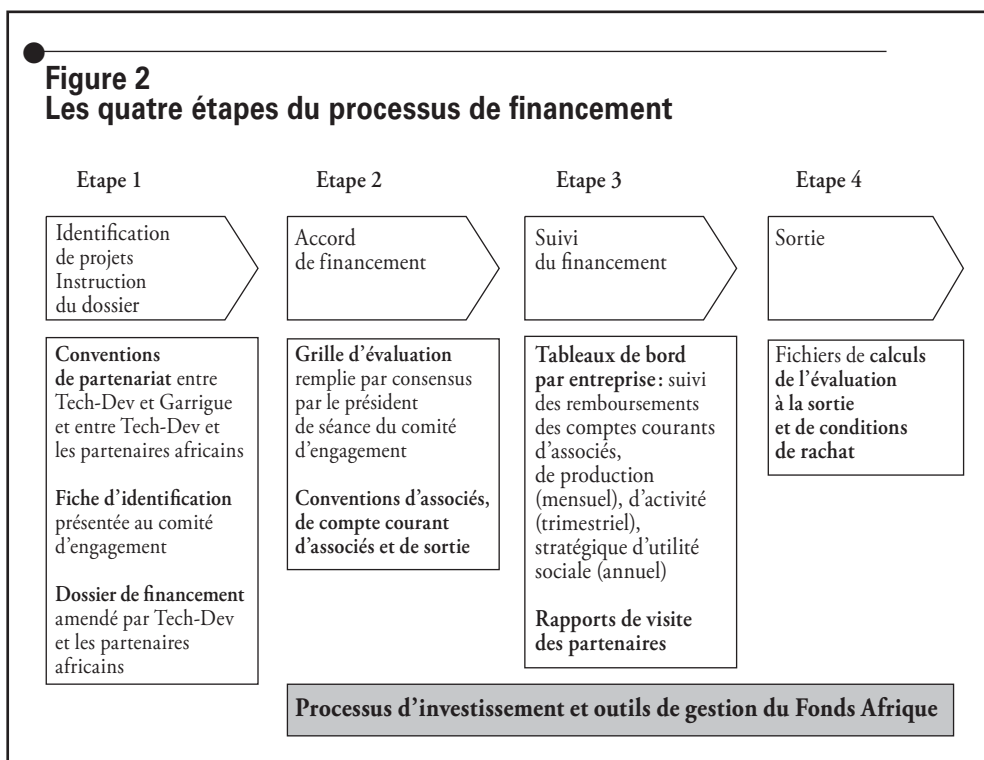 Figure 2
Les quatre étapes du processus de financement
Etape 1
Etape 2
Etape 3
Etape 4
Identification
de projets
Instruction
du dossier
Accord
de financement
Suivi
du financement
Sortie
Conventions
de partenariat entre
Tech-Dev et Garrigue
et entre Tech-Dev et
les partenaires africains
Fiche d’identification
présentée au comité
d’engagement
Dossier de financement
amendé par Tech-Dev
et les partenaires
africains
Grille d’évaluation
remplie par consensus
par le président
de séance du comité
d’engagement
Conventions d’associés,
de compte courant
d’associés et de sortie
Tableaux de bord
par entreprise : suivi
des remboursements
des comptes courants
d’associés,
de production
(mensuel), d’activité
(trimestriel),
stratégique d’utilité
sociale (annuel)
Rapports de visite
des partenaires
Fichiers de calculs
de l’évaluation
à la sortie
et de conditions
de rachat
Processus d’investissement et outils de gestion du Fonds Afrique